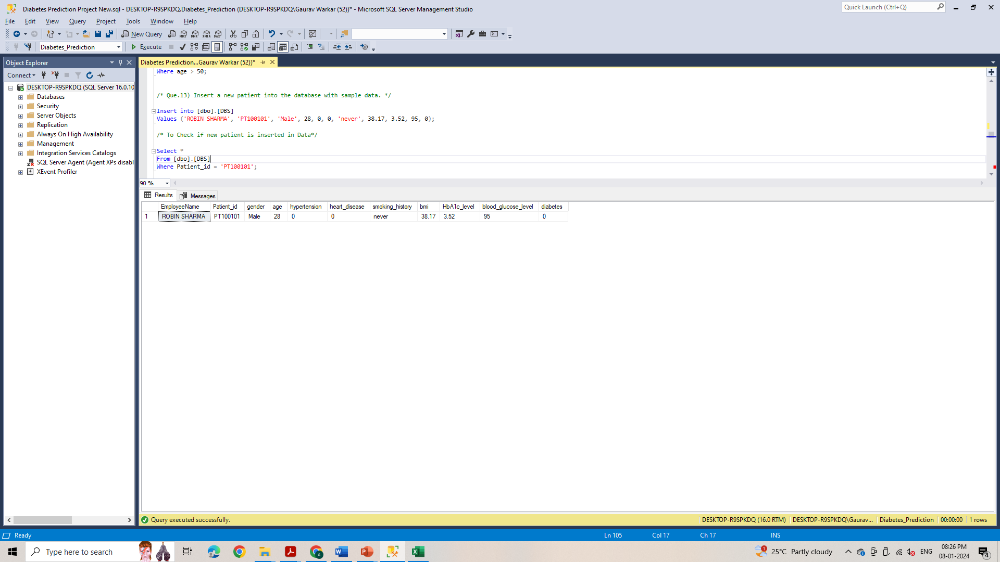 Diabetes Prediction Project New.sql - DESKTOP-R9SPKDQ.Diabetes_Prediction (DESKTOP-R9SPKDQ\Gaurav Warkar (52))* - Microsoft SQL Server Management Studio
Quick Launch (Ctrl+Q)
File Edit View Query Project Tools Window Help
New Query MDX DMX XMLA DAX
Diabetes_Prediction Execute
Object Explorer
Diabetes Prediction...Gaurav Warkar (52))*
Connect
DESKTOP-R9SPKDQ (SQL Server 16.0.10
Databases
Security
Server Objects
Replication
Always On High Availability
Management
Integration Services Catalogs
SQL Server Agent (Agent XPs disabl
XEvent Profiler
Where age > 50;
/* Que.13) Insert a new patient into the database with sample data. */
Insert into [dbo].[DBS]
Values ('ROBIN SHARMA', 'PT100101', 'Male', 28, 0, 0, 'never', 38.17, 3.52, 95, 0);
/* To Check if new patient is inserted in Data*/
Select *
From [dbo].[DBS]
Where Patient_id = 'PT100101';
90 %
Results Messages
EmployeeName Patient_id gender age hypertension heart_disease smoking_history bmi HbA1c_level blood_glucose_level diabetes
1 ROBIN SHARMA PT100101 Male 28 0 0 never 38.17 3.52 95 0
Query executed successfully.
DESKTOP-R9SPKDQ (16.0 RTM) DESKTOP-R9SPKDQ\Gaurav... Diabetes_Prediction 00:00:00 1 rows
Ready Ln 105 Col 17 Ch 17 INS
Type here to search
1 25°C Partly cloudy ENG 08:26 PM 4
08-01-2024